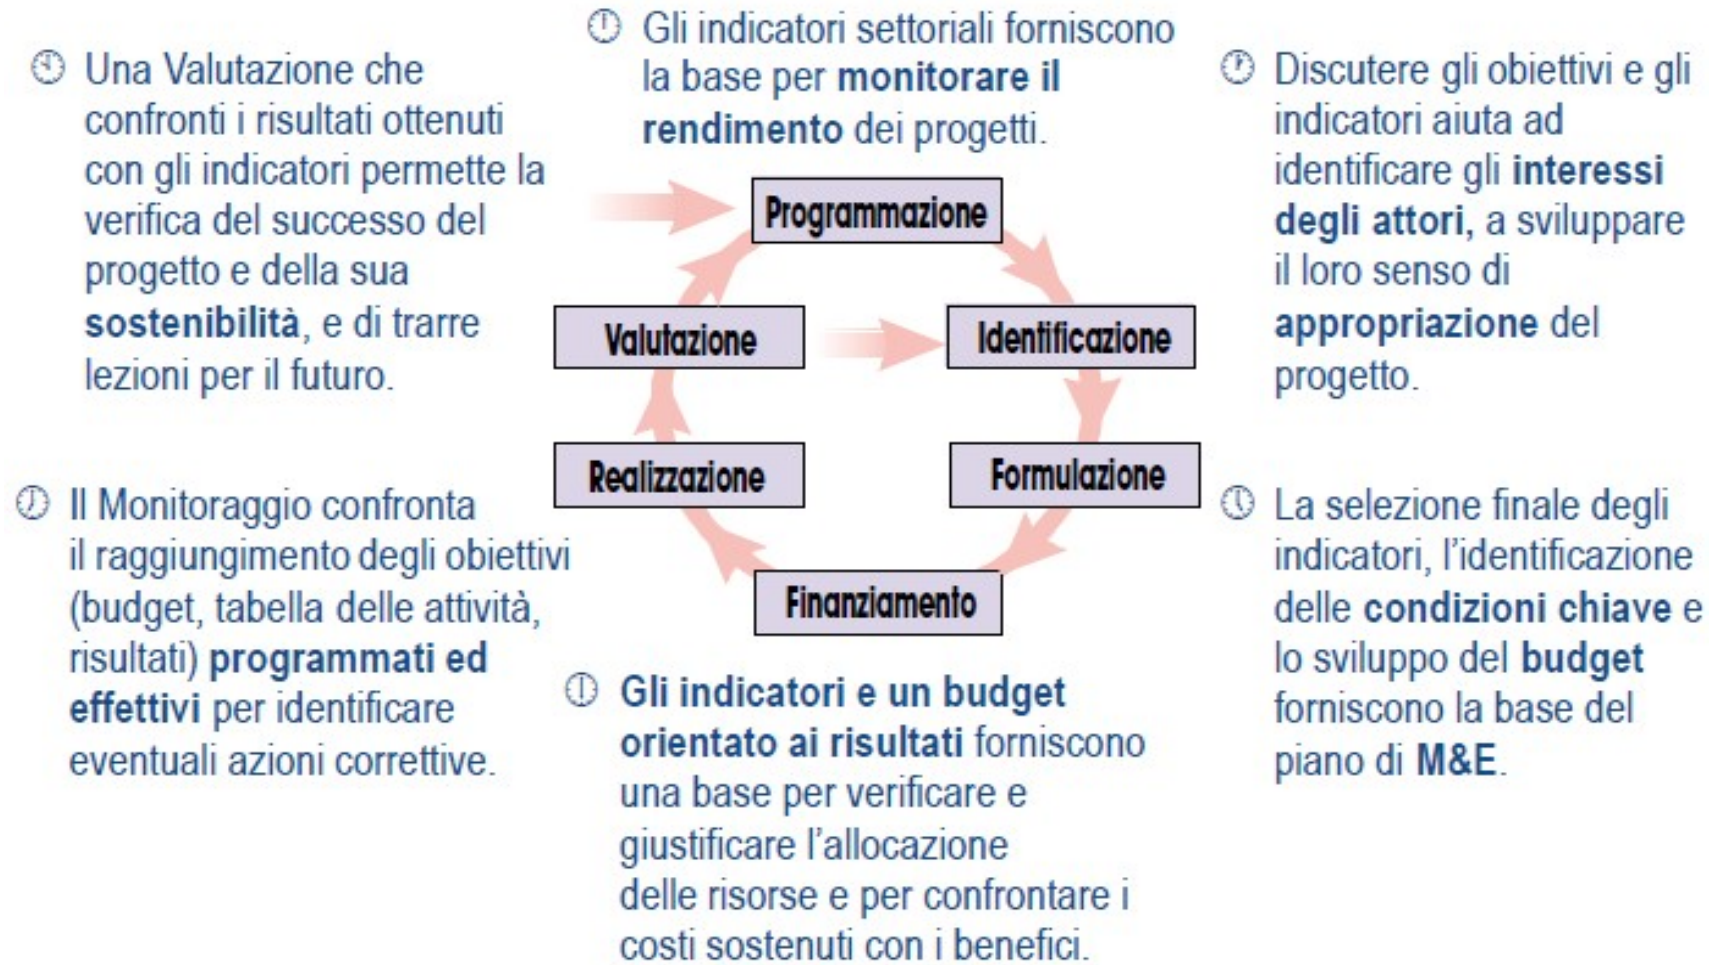 Gli indicatori settoriali forniscono
la base per monitorare il
rendimento dei progetti.
Una Valutazione che
confronti i risultati ottenuti
con gli indicatori permette la
verifica del successo del
progetto e della sua
sostenibilità, e di trarre
lezioni per il futuro.
Discutere gli obiettivi e gli
indicatori aiuta ad
identificare gli interessi
degli attori, a sviluppare
il loro senso di
appropriazione del
progetto.
Programmazione
Valutazione
Identificazione
Realizzazione
Formulazione
Finanziamento
Il Monitoraggio confronta
il raggiungimento degli obiettivi
(budget, tabella delle attività,
risultati) programmati ed
effettivi per identificare
eventuali azioni correttive.
La selezione finale degli
indicatori, l'identificazione
delle condizioni chiave e
lo sviluppo del budget
forniscono la base del
piano di M&E.
Gli indicatori e un budget
orientato ai risultati forniscono
una base per verificare e
giustificare l'allocazione
delle risorse e per confrontare i
costi sostenuti con i benefici.